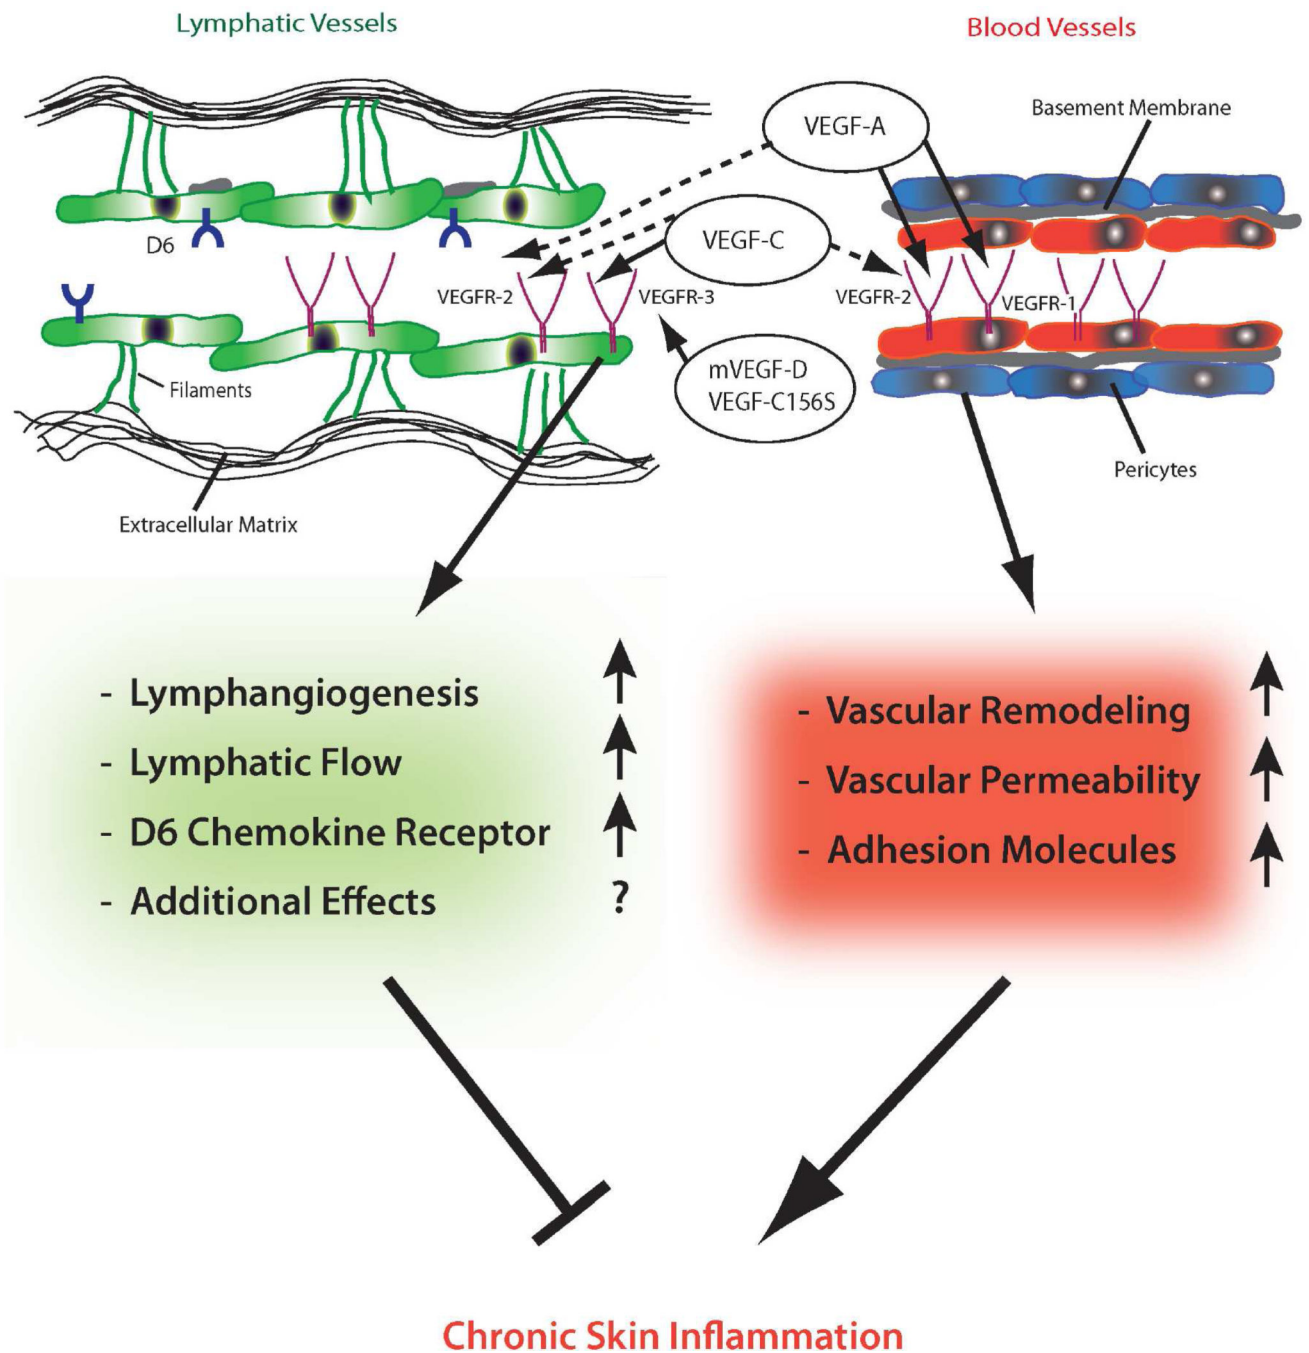 Lymphatic Vessels
Blood Vessels
VEGF-A
Basement Membrane
D6
VEGF-C
VEGFR-2
VEGFR-3
VEGFR-2
VEGFR-1
Filaments
mVEGF-D
VEGF-C156S
Pericytes
Extracellular Matrix
- Lymphangiogenesis
- Lymphatic Flow
- D6 Chemokine Receptor
- Additional Effects ?
- Vascular Remodeling
- Vascular Permeability
- Adhesion Molecules
Chronic Skin Inflammation